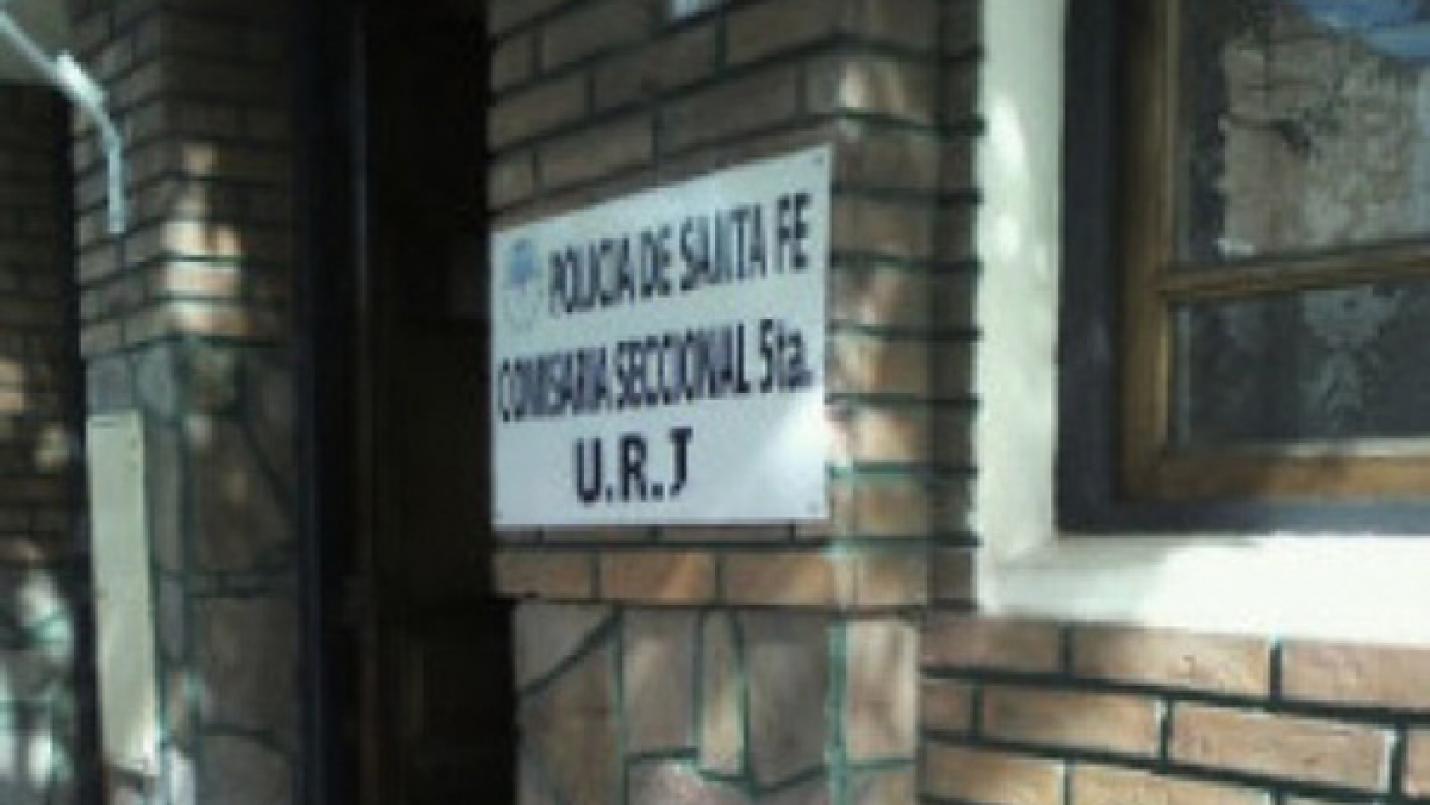 POLICIA DE SANTA FE
COMISARIA SECCIONAL 5ta.
U.R.J